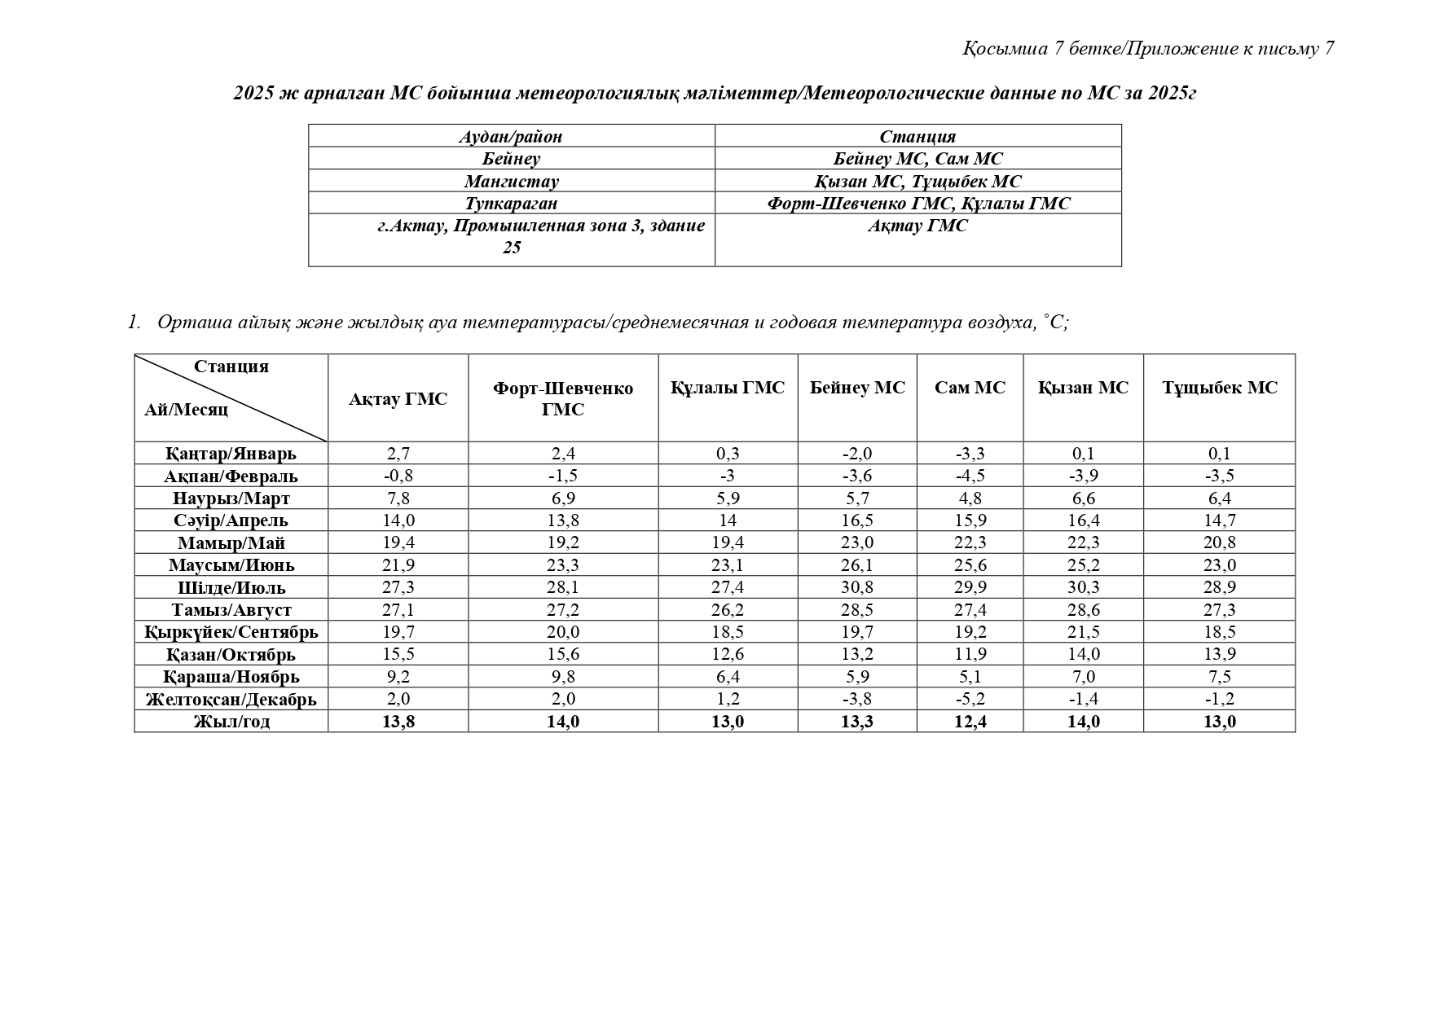 Қосымша 7 бетке/Приложение к письму 7
2025 ж арналған МС бойынша метеорологиялық мәліметтер/Метеорологические данные по МС за 2025г
Аудан/район Станция
Бейнеу Бейнеу МС, Сам МС
Мангистау Қызан МС, Тұщыбек МС
Тупкараган Форт-Шевченко ГМС, Құлалы ГМС
г.Актау, Промышленная зона 3, здание Ақтау ГМС
25
1. Орташа айлық және жылдық ауа температурасы/среднемесячная и годовая температура воздуха, ˚С;
Станция
Ай/Месяц
Ақтау ГМС
Форт-Шевченко
ГМС
Құлалы ГМС
Бейнеу МС
Сам МС
Қызан МС
Тұщыбек МС
Қаңтар/Январь 2,7 2,4 0,3 -2,0 -3,3 0,1 0,1
Ақпан/Февраль -0,8 -1,5 -3 -3,6 -4,5 -3,9 -3,5
Наурыз/Март 7,8 6,9 5,9 5,7 4,8 6,6 6,4
Сәуір/Апрель 14,0 13,8 14 16,5 15,9 16,4 14,7
Мамыр/Май 19,4 19,2 19,4 23,0 22,3 22,3 20,8
Маусым/Июнь 21,9 23,3 23,1 26,1 25,6 25,2 23,0
Шілде/Июль 27,3 28,1 27,4 30,8 29,9 30,3 28,9
Тамыз/Август 27,1 27,2 26,2 28,5 27,4 28,6 27,3
Қыркүйек/Сентябрь 19,7 20,0 18,5 19,7 19,2 21,5 18,5
Қазан/Октябрь 15,5 15,6 12,6 13,2 11,9 14,0 13,9
Қараша/Ноябрь 9,2 9,8 6,4 5,9 5,1 7,0 7,5
Желтоқсан/Декабрь 2,0 2,0 1,2 -3,8 -5,2 -1,4 -1,2
Жыл/год 13,8 14,0 13,0 13,3 12,4 14,0 13,0